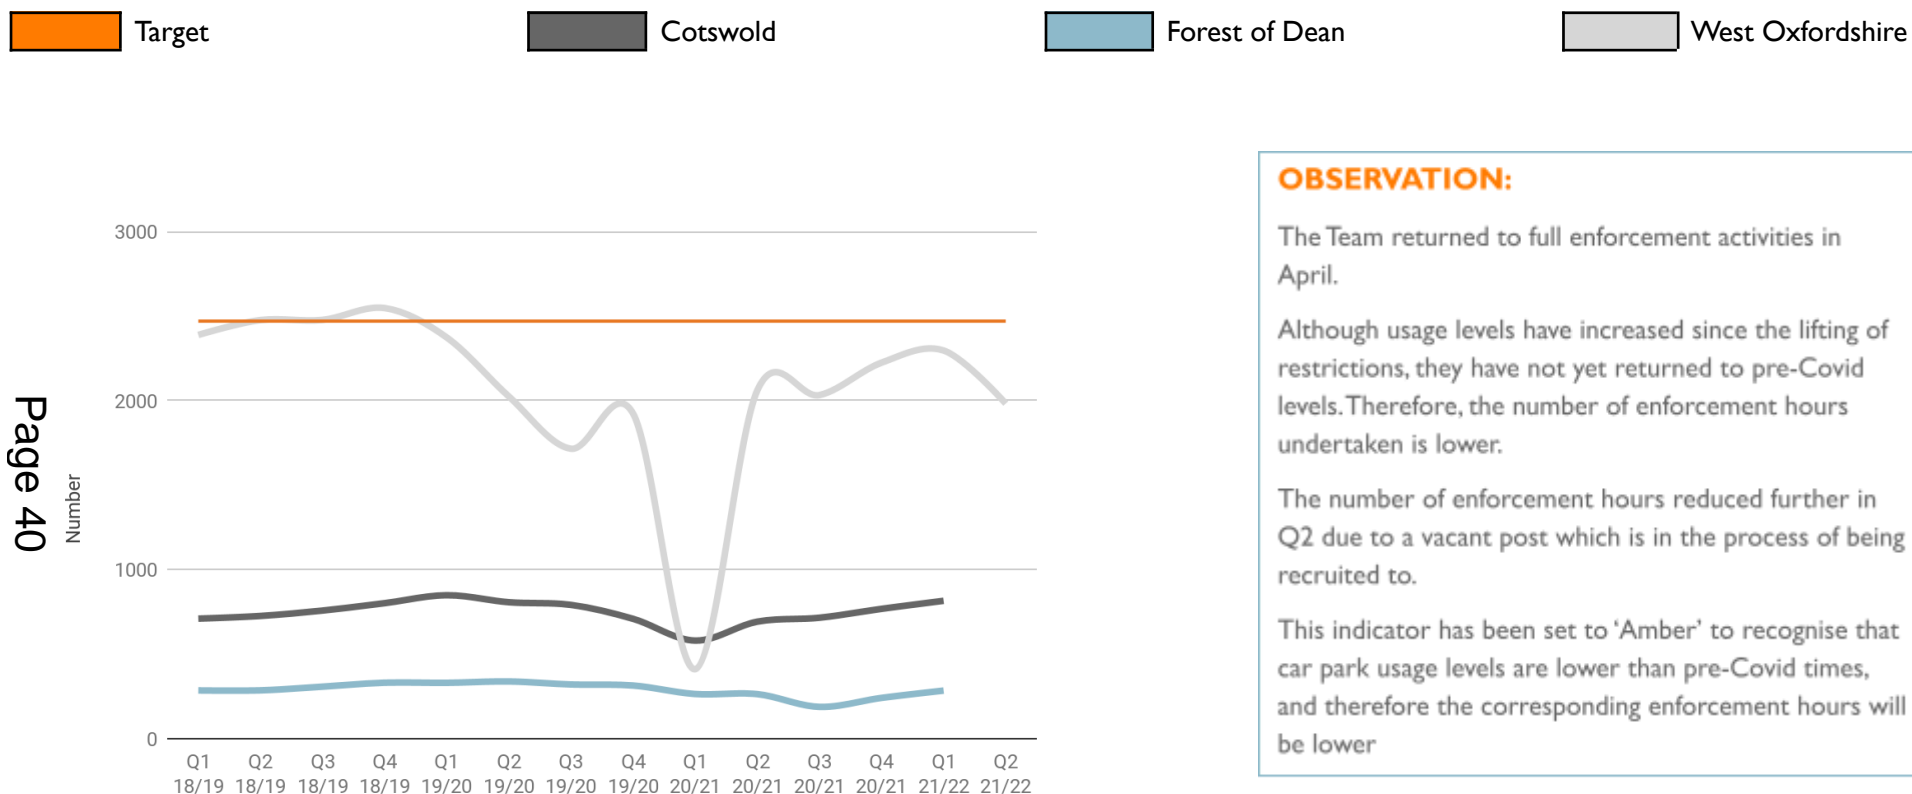 Target
Cotswold
Forest of Dean
West Oxfordshire
Page 40
Number
3000
2000
1000
0
Q1 Q2 Q3 Q4 Q1 Q2 Q3 Q4 Q1 Q2 Q3 Q4 Q1 Q2
18/19 18/19 18/19 18/19 19/20 19/20 19/20 19/20 20/21 20/21 20/21 20/21 21/22 21/22
OBSERVATION:
The Team returned to full enforcement activities in
April.
Although usage levels have increased since the lifting of
restrictions, they have not yet returned to pre-Covid
levels. Therefore, the number of enforcement hours
undertaken is lower.
The number of enforcement hours reduced further in
Q2 due to a vacant post which is in the process of being
recruited to.
This indicator has been set to ‘Amber’ to recognise that
car park usage levels are lower than pre-Covid times,
and therefore the corresponding enforcement hours will
be lower